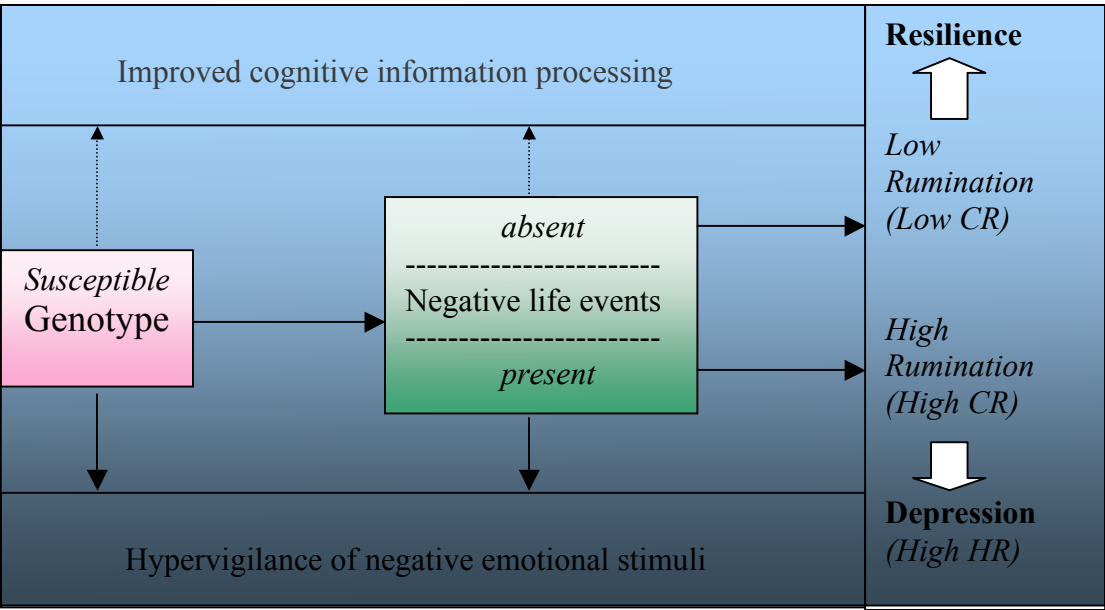 Improved cognitive information processing
Susceptible
Genotype
absent
------------------------
Negative life events
------------------------
present
Hypervigilance of negative emotional stimuli
Resilience
Low
Rumination
(Low CR)
High
Rumination
(High CR)
Depression
(High HR)